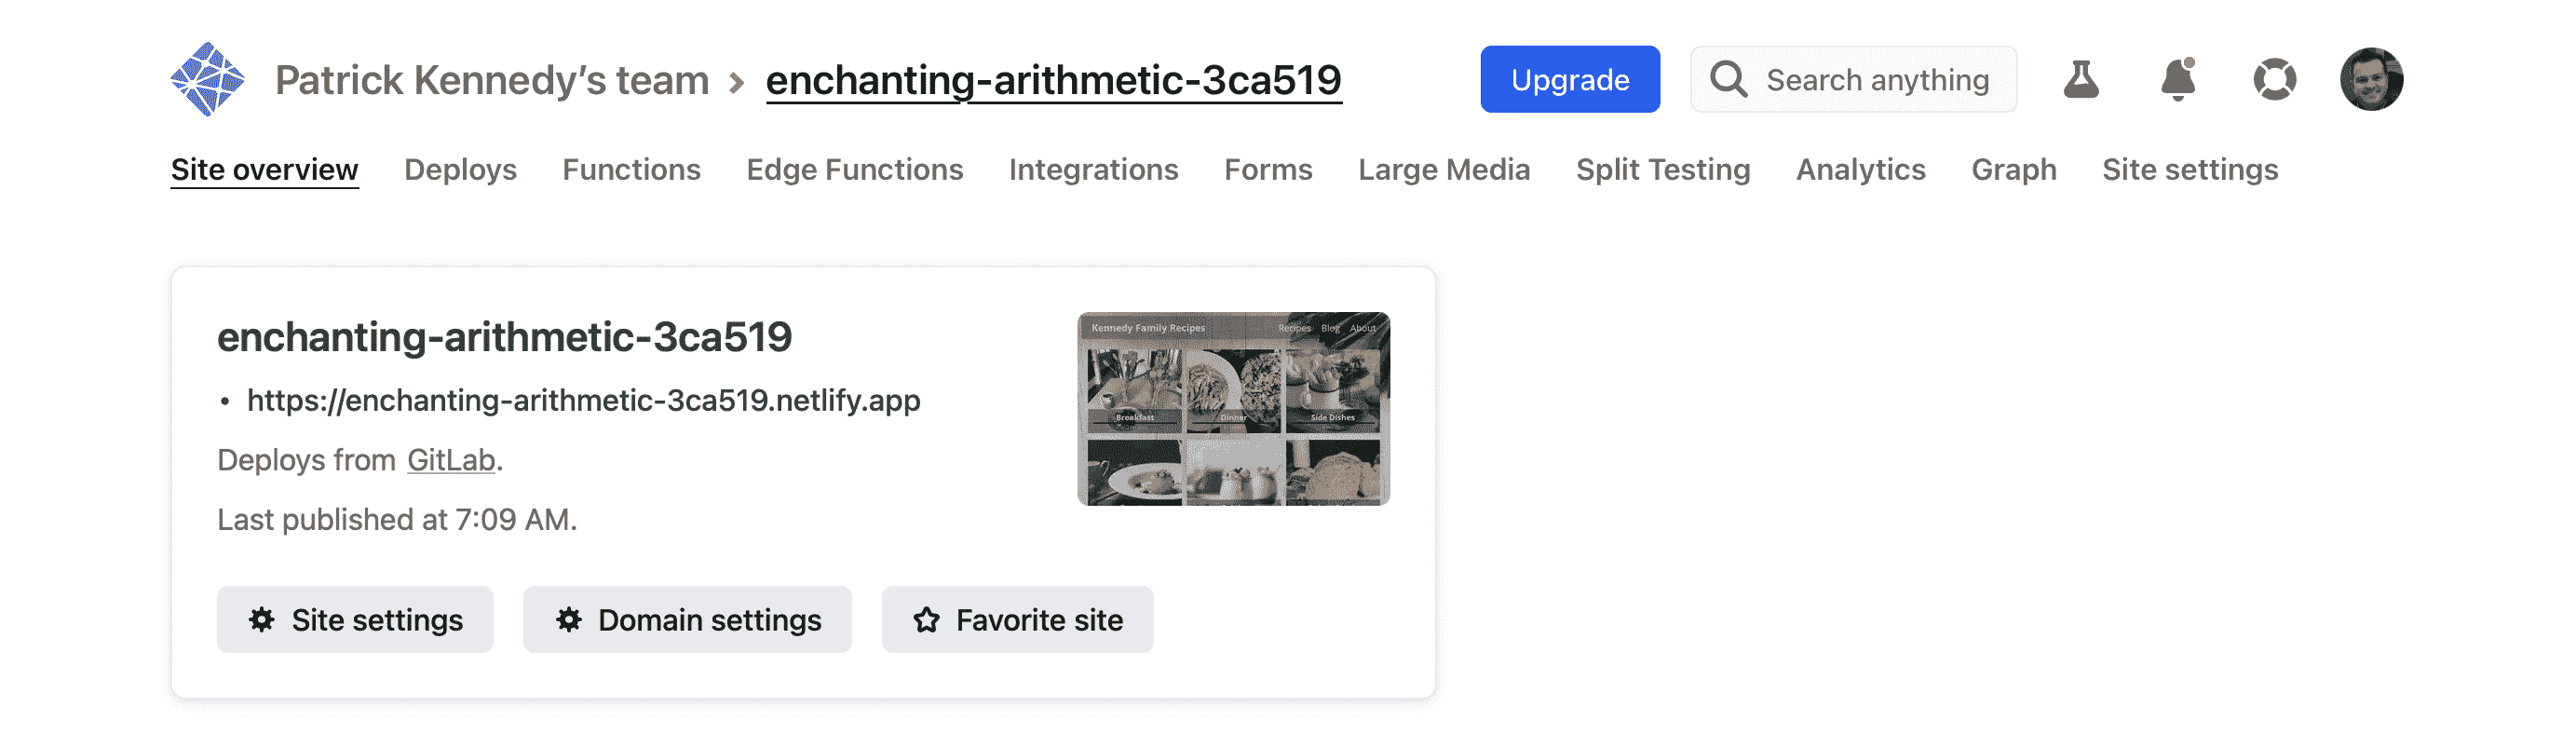 Patrick Kennedy’s team > enchanting-arithmetic-3ca519 Upgrade Search anything
Site overview Deploys Functions Edge Functions Integrations Forms Large Media Split Testing Analytics Graph Site settings
enchanting-arithmetic-3ca519
• https://enchanting-arithmetic-3ca519.netlify.app
Deploys from GitLab.
Last published at 7:09 AM.
Kennedy Family Recipes Recipes Blog About
Breakfast Dinner Side Dishes
Site settings Domain settings Favorite site